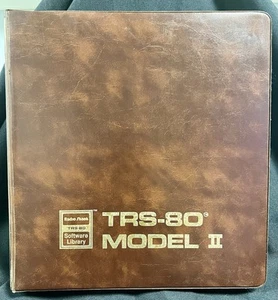 Radio Shack
TRS-80
Software
Library
TRS-80®
MODEL II